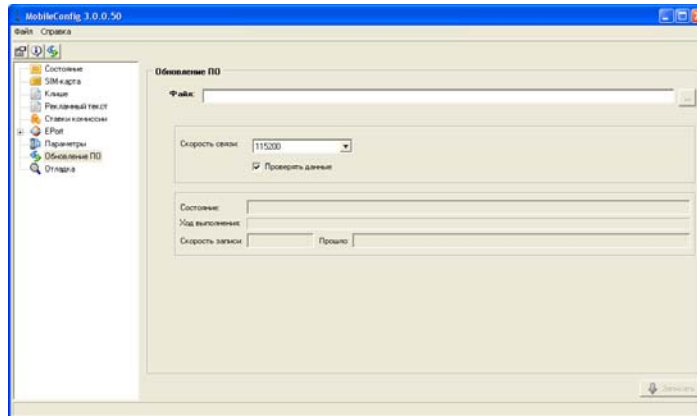 MobileConfig 3.0.0.50
Файл Справка
Состояние
SIM-карта
Клише
Рекламный текст
Ставки комиссии
EPort
Параметры
Обновление ПО
Отладка
Обновление ПО
Файл:
...
Скорость связи:
115200
Проверять данные
Состояние:
Ход выполнения:
Скорость записи:
Прошло:
Записать